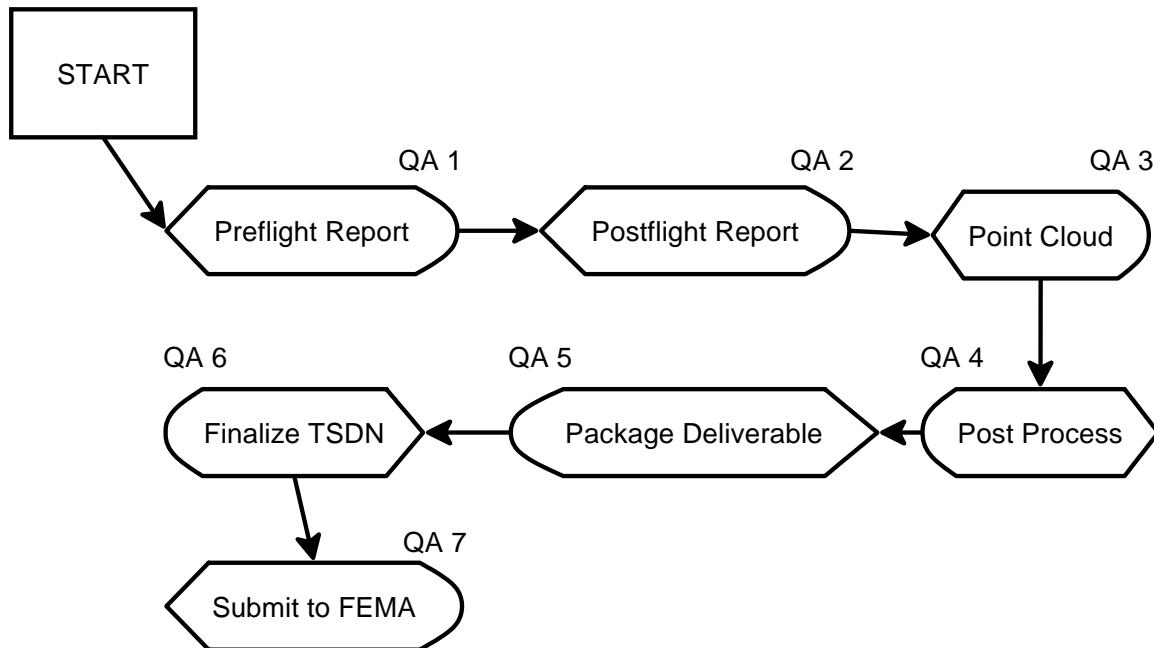 START
QA 1
QA 2
QA 3
Preflight Report
Postflight Report
Point Cloud
QA 6
QA 5
QA 4
Finalize TSDN
Package Deliverable
Post Process
QA 7
Submit to FEMA